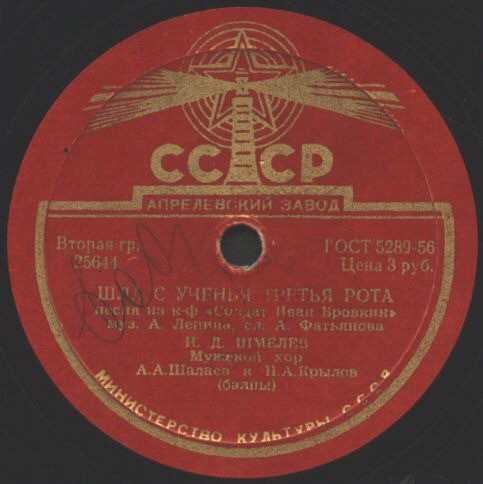 СССР
АПРЕЛЕВСКИЙ ЗАВОД
Вторая гр.
25644
ГОСТ 5289-56
Цена 3 руб.
ШЛА С УЧЕНЬЯ ТРЕТЬЯ РОТА
Песня из к-ф «Солдат Иван Бровкин»
муз. А. Лепина, сл. А. Фатьянова
И. Д. ШМЕЛЕВ
Мужской хор
А.А.Шалаев и Н.А.Крылов
(баяны)
МИНИСТЕРСТВО КУЛЬТУРЫ СССР